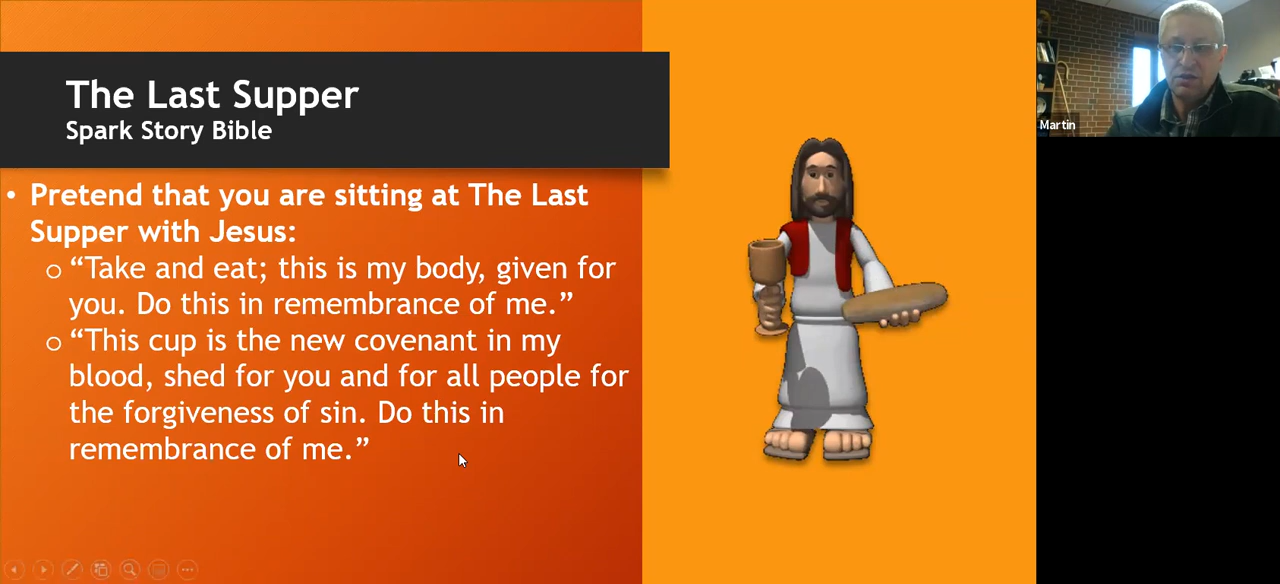 The Last Supper
Spark Story Bible
• Pretend that you are sitting at The Last
Supper with Jesus:
o “Take and eat; this is my body, given for
you. Do this in remembrance of me.”
o “This cup is the new covenant in my
blood, shed for you and for all people for
the forgiveness of sin. Do this in
remembrance of me.”
Martin